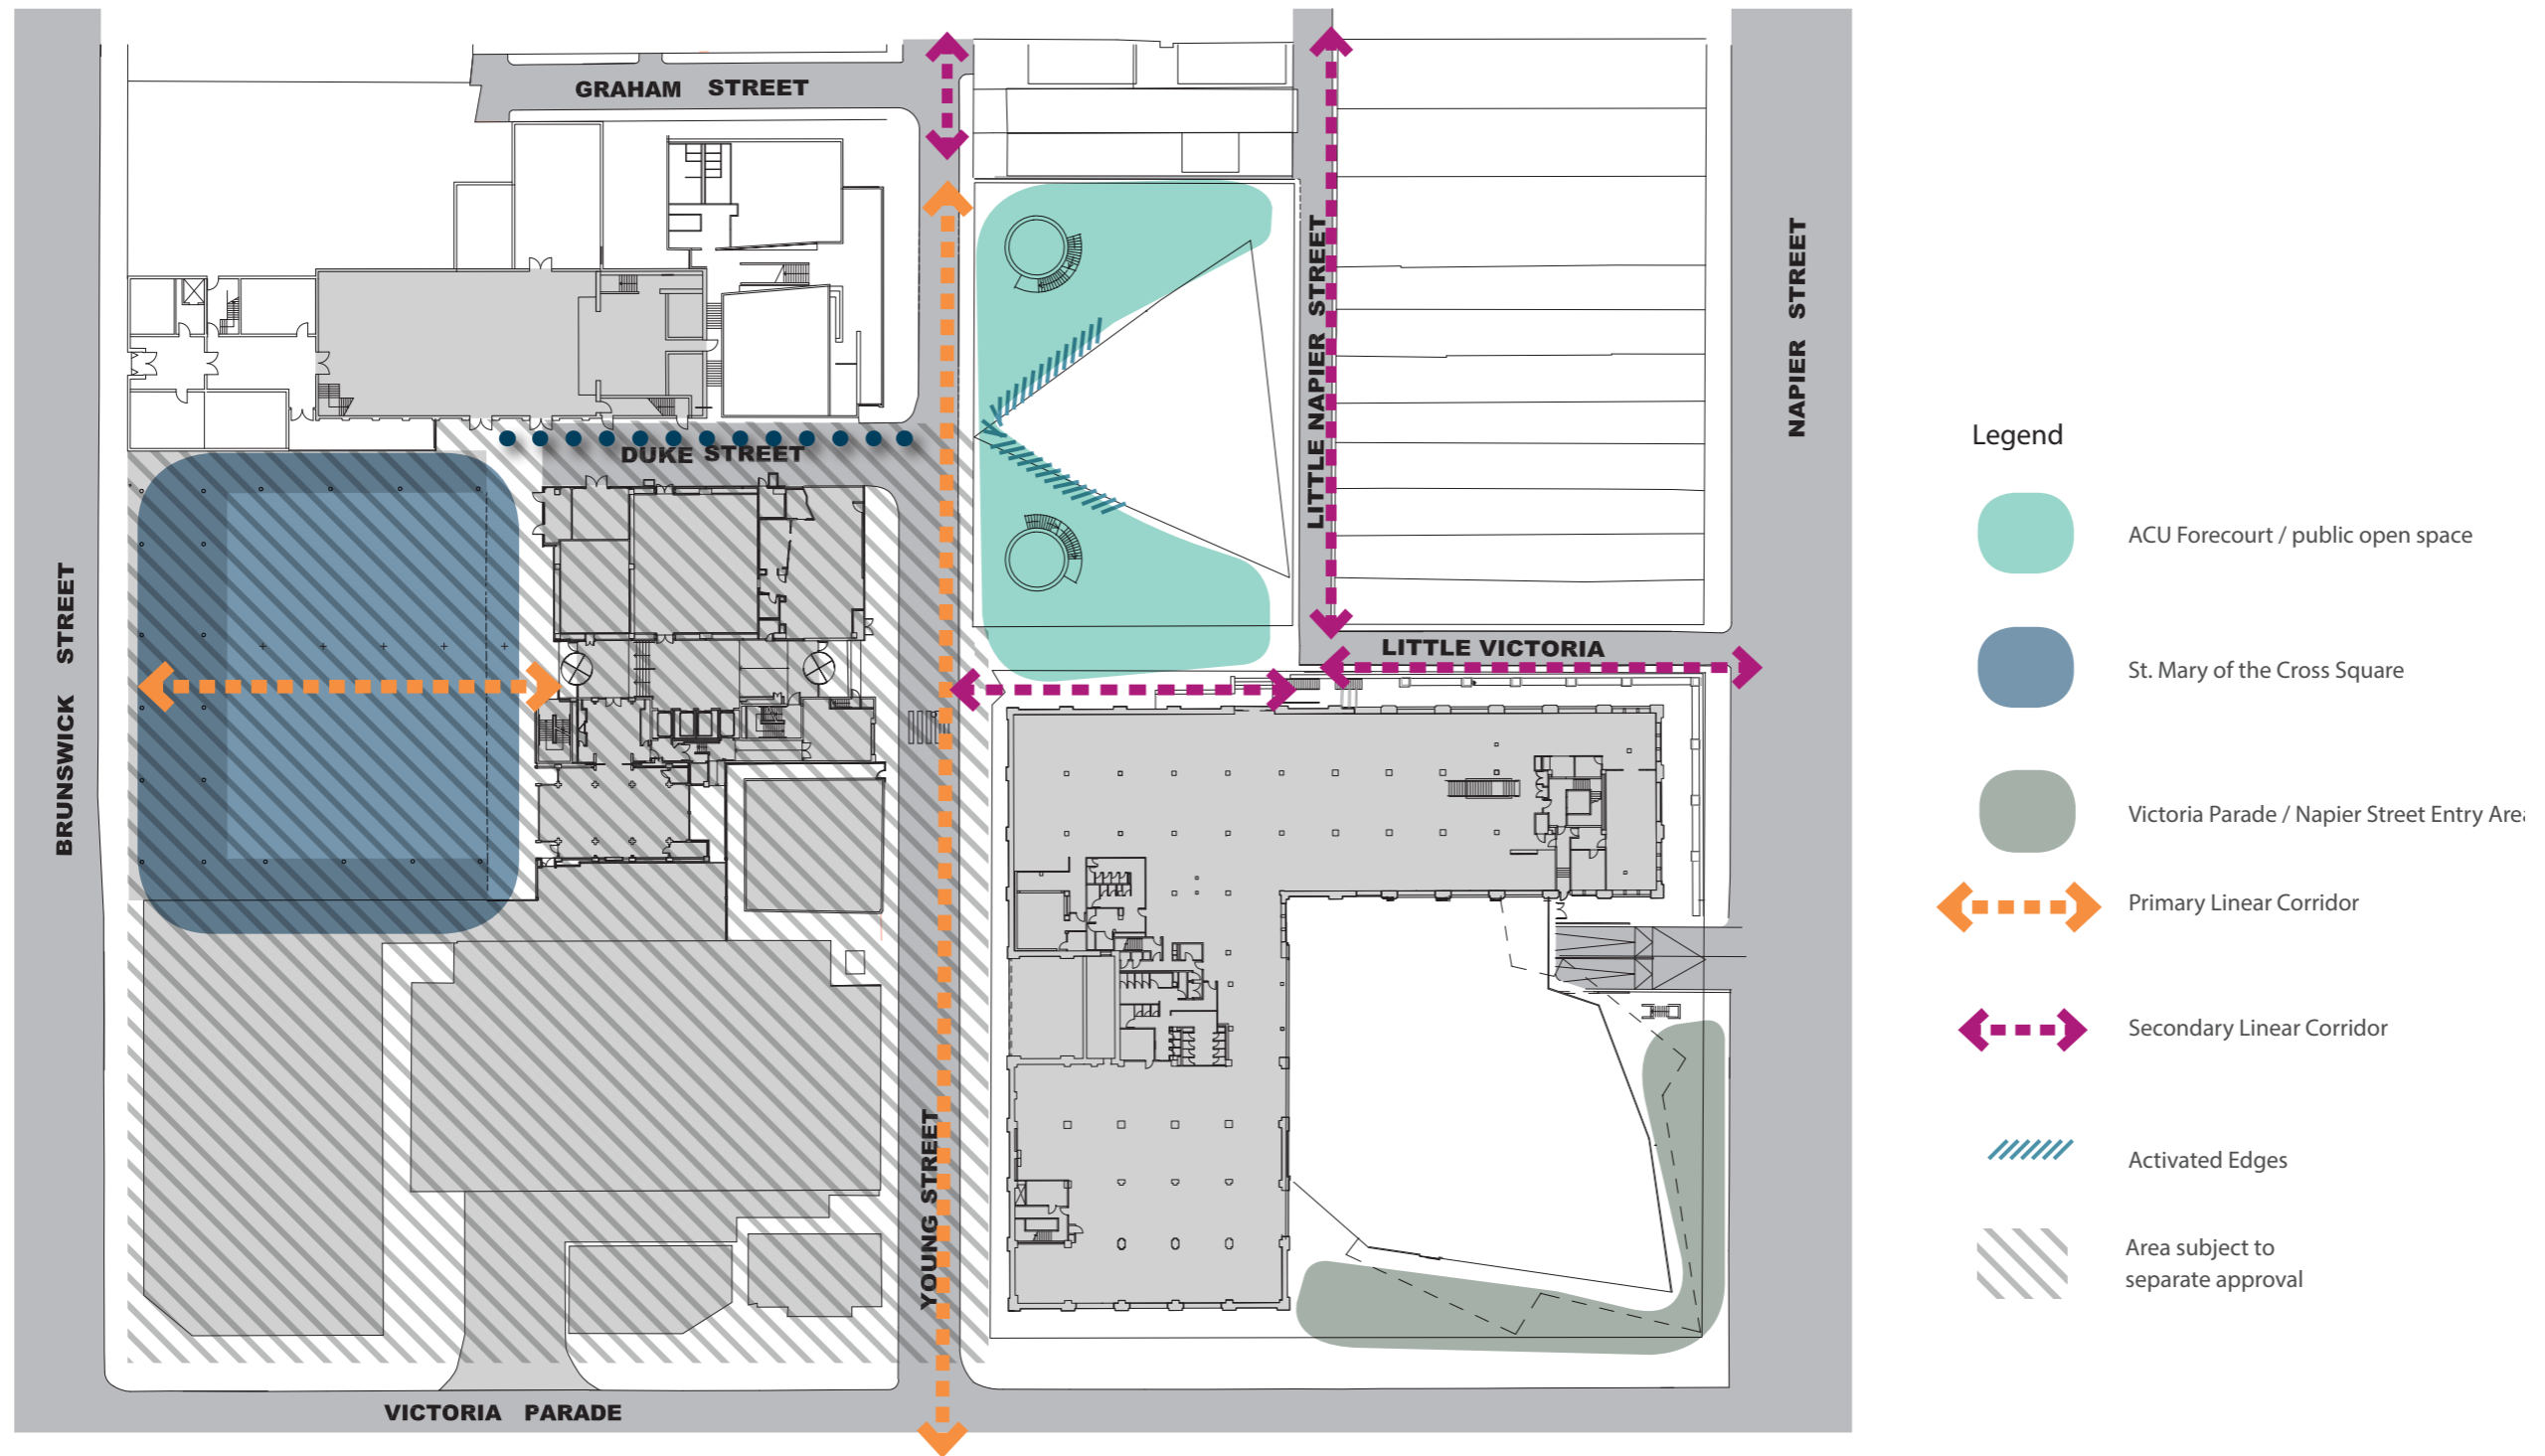 GRAHAM STREET
DUKE STREET
BRUNSWICK STREET
LITTLE NAPIER STREET
NAPIER STREET
LITTLE VICTORIA
YOUNG STREET
VICTORIA PARADE
Legend
ACU Forecourt / public open space
St. Mary of the Cross Square
Victoria Parade / Napier Street Entry Area
Primary Linear Corridor
Secondary Linear Corridor
Activated Edges
Area subject to
separate approval